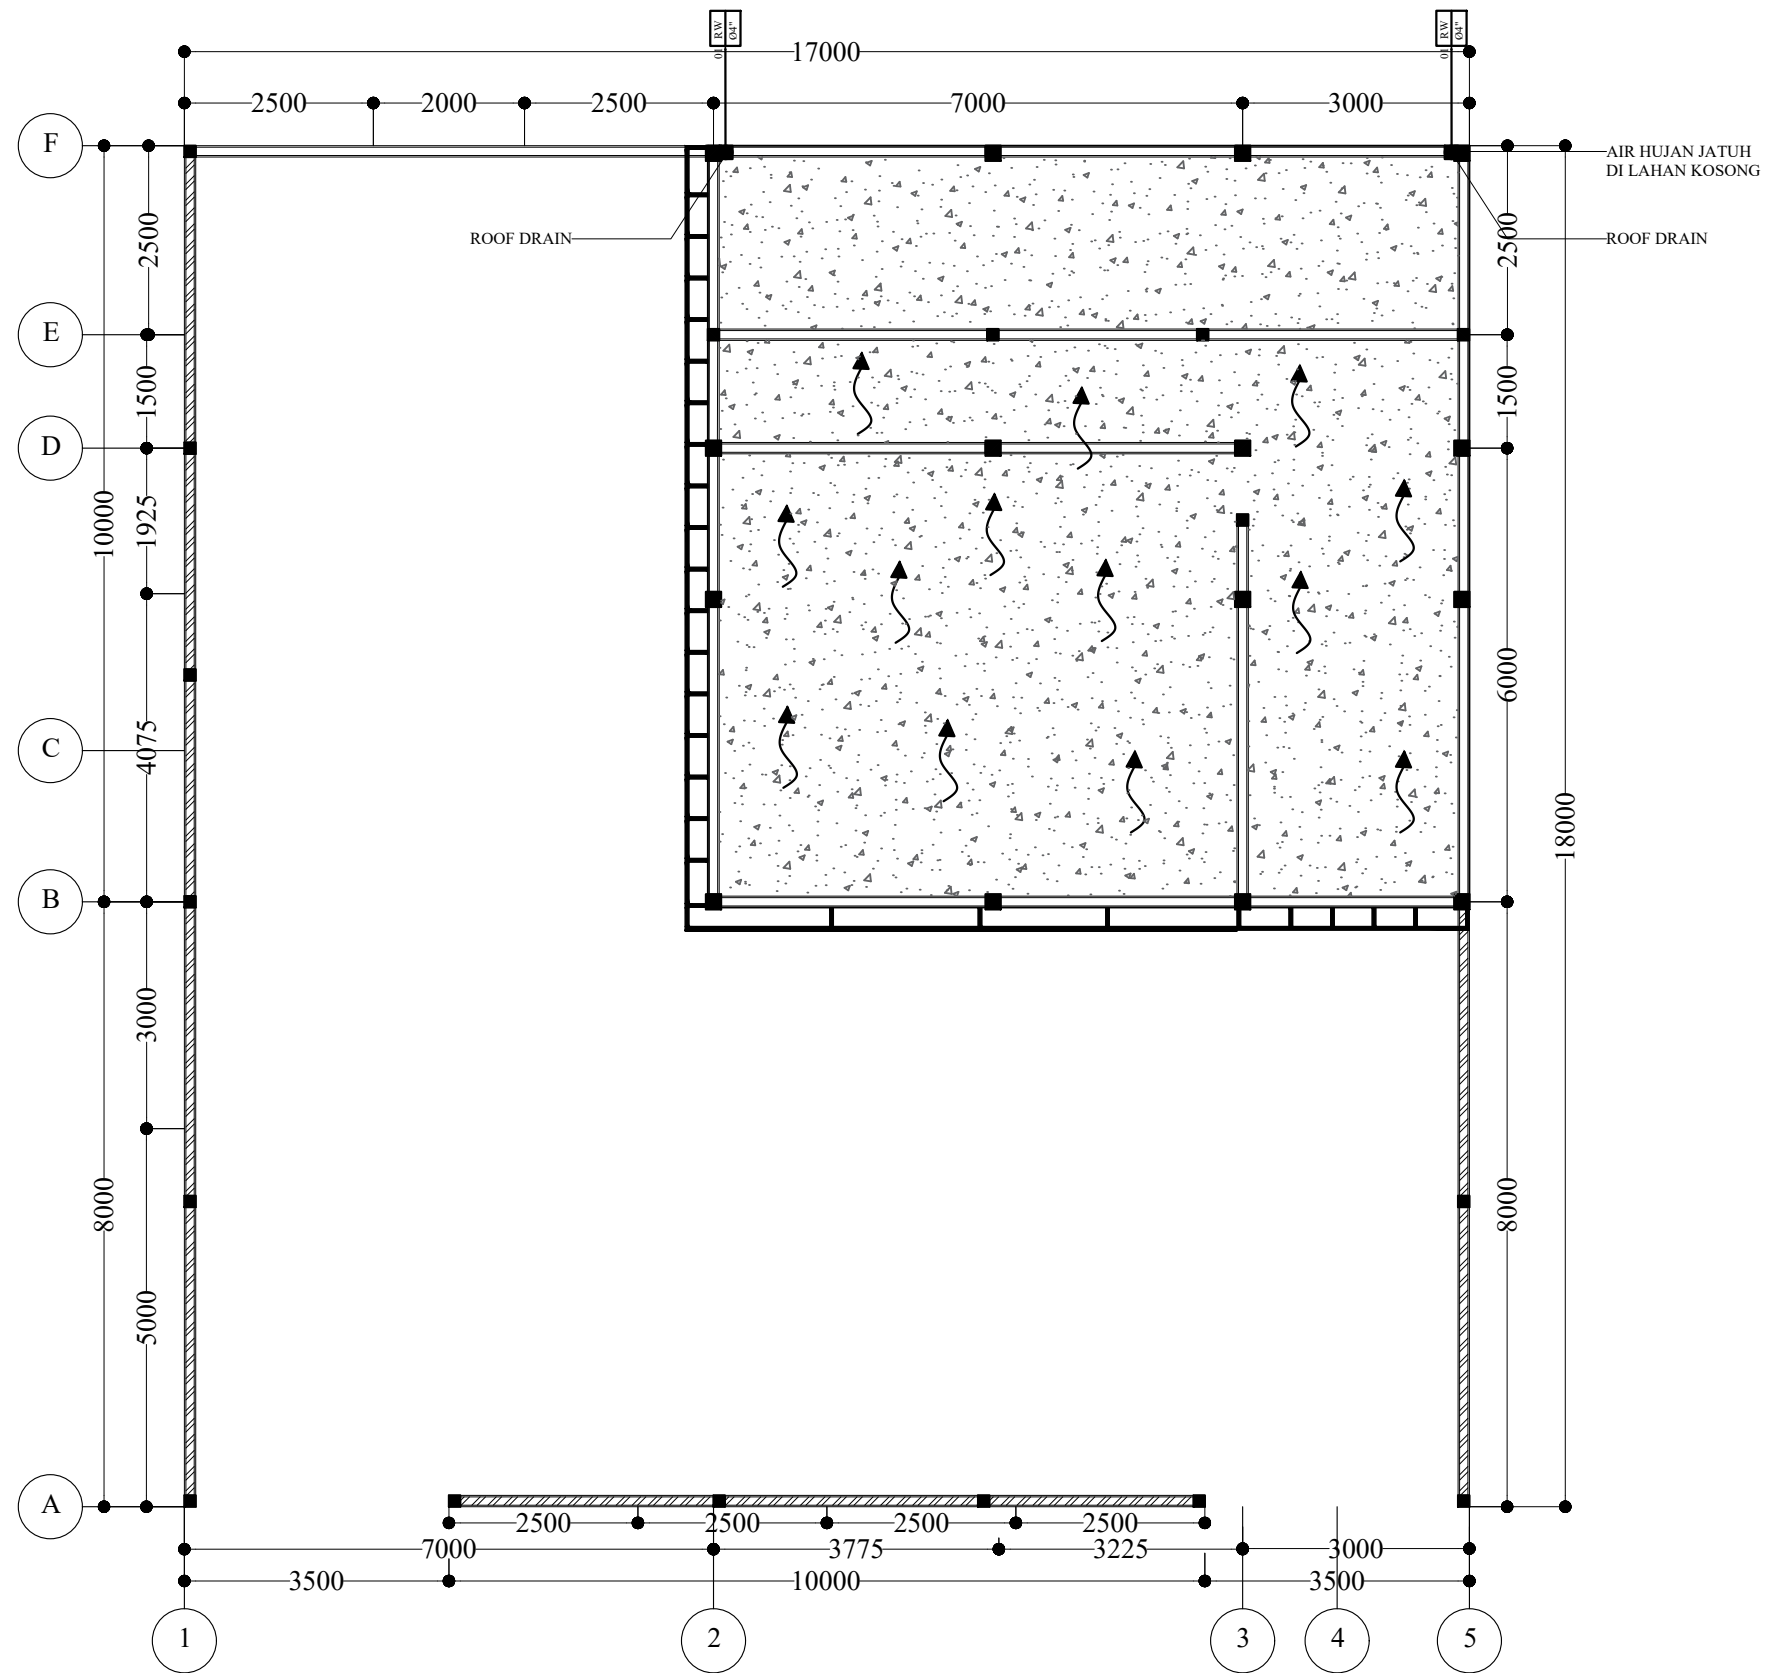 01 RW Ø4"
01 RW Ø4"
17000
2500 2000 2500 7000 3000
F
AIR HUJAN JATUH
DI LAHAN KOSONG
2500
2500
ROOF DRAIN
ROOF DRAIN
E
1500
1500
D
10000
1925
6000
C
4075
18000
B
3000
8000
8000
5000
A
2500 2500 2500 2500
7000 3775 3225 3000
3500 10000 3500
1 2 3 4 5